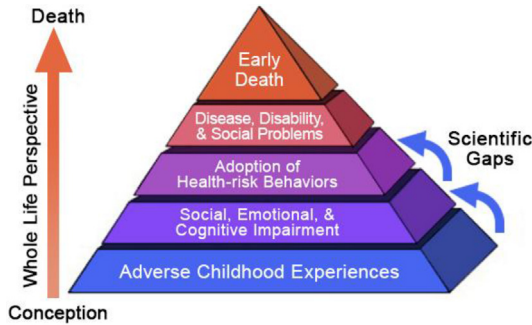 Death
Whole Life Perspective
Conception
Early
Death
Disease, Disability,
& Social Problems
Adoption of
Health-risk Behaviors
Social, Emotional, &
Cognitive Impairment
Adverse Childhood Experiences
Scientific
Gaps